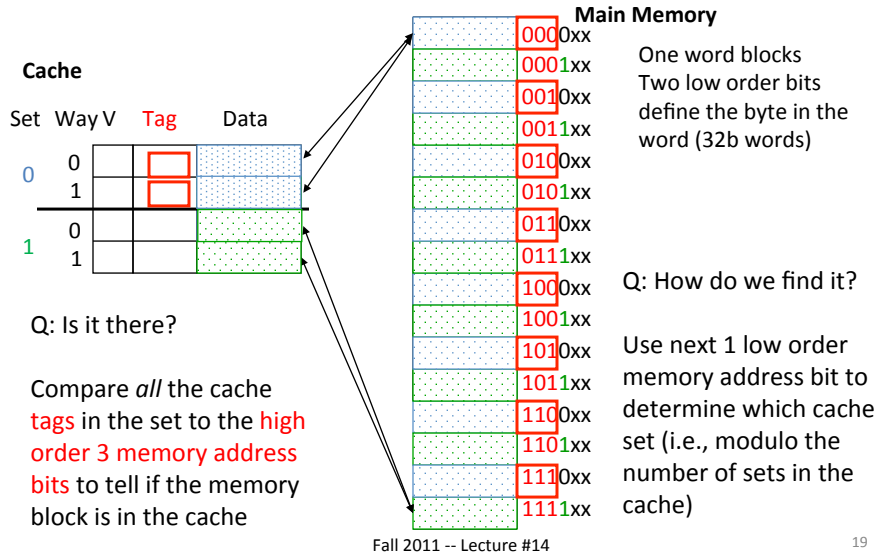 Main Memory
Cache
Set Way V Tag Data
0
0
1
1
0
1
Q: Is it there?
Compare all the cache
tags in the set to the high
order 3 memory address
bits to tell if the memory
block is in the cache
0000xx
0001xx
0010xx
0011xx
0100xx
0101xx
0110xx
0111xx
1000xx
1001xx
1010xx
1011xx
1100xx
1101xx
1110xx
1111xx
One word blocks
Two low order bits
define the byte in the
word (32b words)
Q: How do we find it?
Use next 1 low order
memory address bit to
determine which cache
set (i.e., modulo the
number of sets in the
cache)
Fall 2011 -- Lecture #14
19